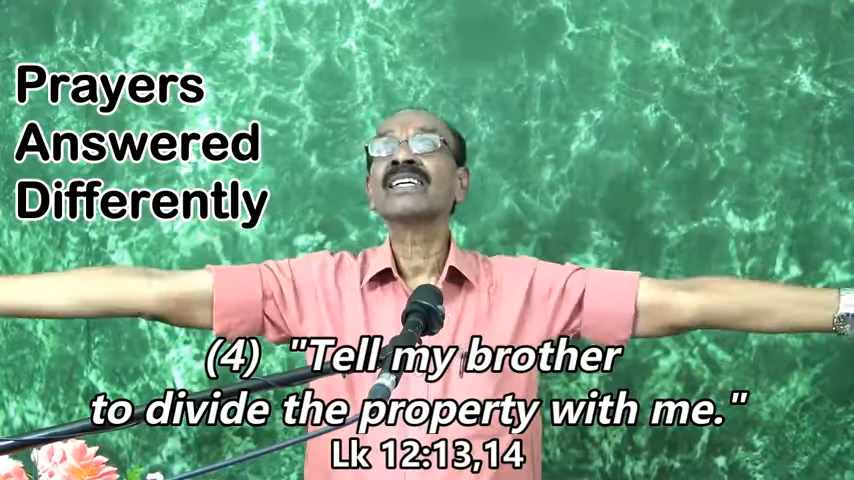 Prayers
Answered
Differently
(4) "Tell my brother
to divide the property with me."
Lk 12:13,14